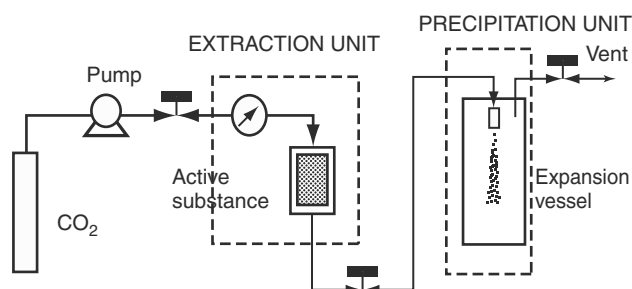 PRECIPITATION UNIT
EXTRACTION UNIT
Vent
Pump
Active
substance
Expansion
vessel
CO₂